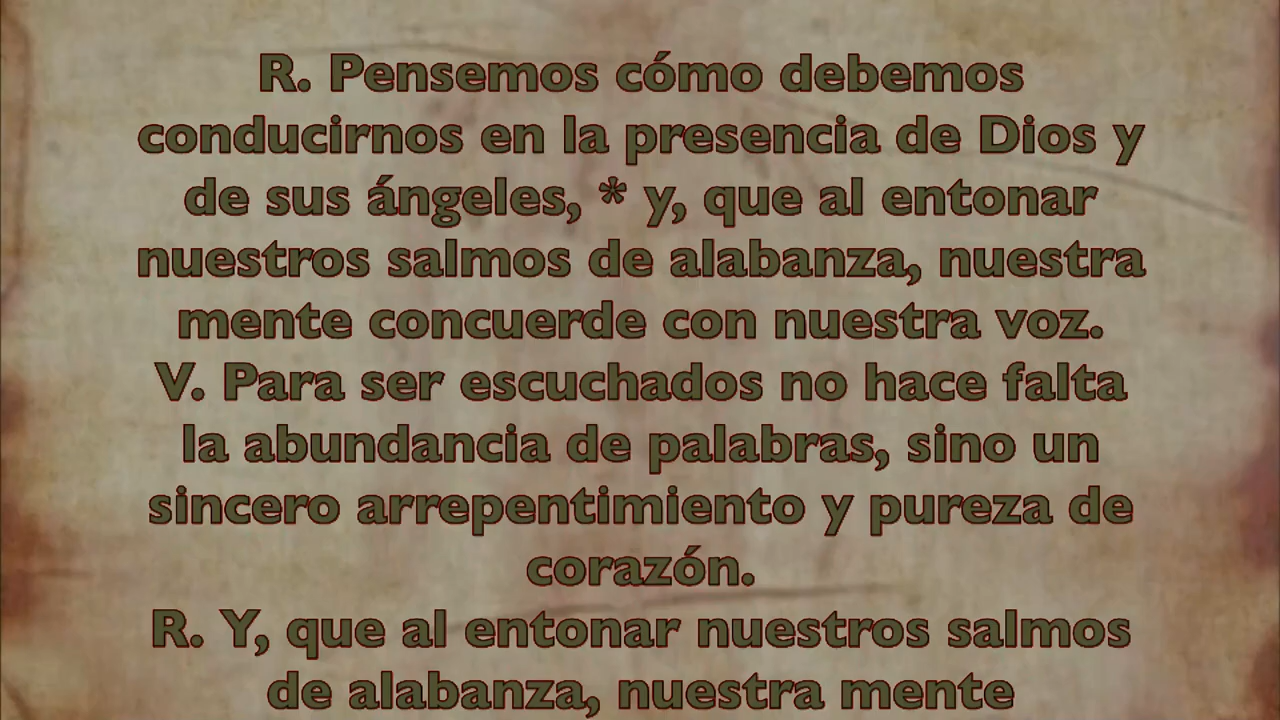 R. Pensemos cómo debemos
conducirnos en la presencia de Dios y
de sus ángeles, * y, que al entonar
nuestros salmos de alabanza, nuestra
mente concuerde con nuestra voz.
V. Para ser escuchados no hace falta
la abundancia de palabras, sino un
sincero arrepentimiento y pureza de
corazón.
R. Y, que al entonar nuestros salmos
de alabanza, nuestra mente